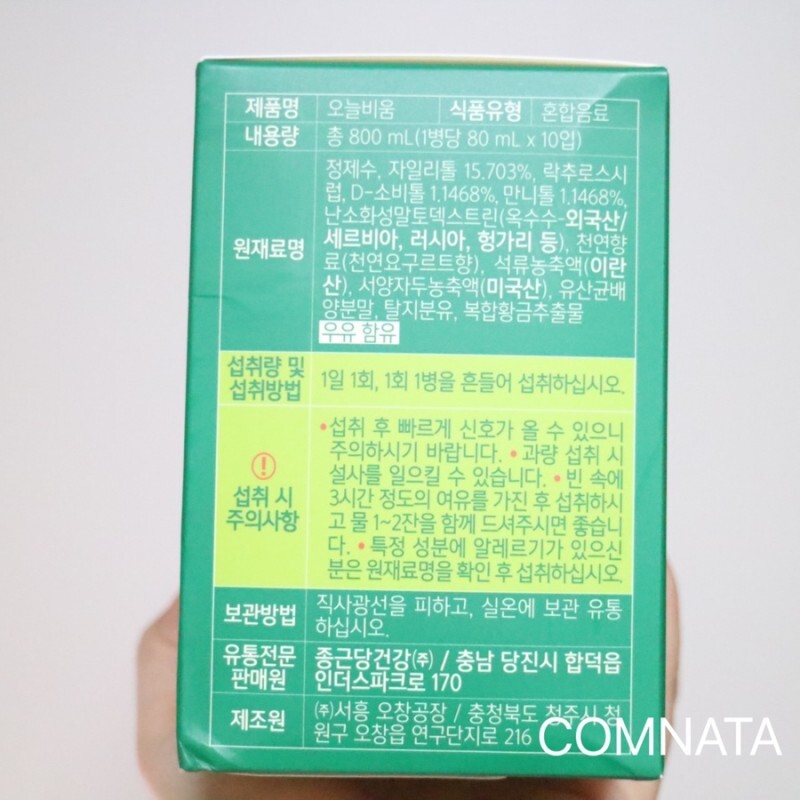 제품명 오늘비움 식품유형 혼합음료
내용량 총 800 mL(1병당 80 mL x 10입)
원재료명
정제수, 자일리톨 15.703%, 락추로스시
럽, D-소비톨 1.1468%, 만니톨 1.1468%,
난소화성말토덱스트린(옥수수-외국산/
세르비아, 러시아, 헝가리 등), 천연향
료(천연요구르트향), 석류농축액(이란
산), 서양자두농축액(미국산), 유산균배
양분말, 탈지분유, 복합황금추출물
우유 함유
섭취량 및
섭취방법
1일 1회, 1회 1병을 흔들어 섭취하십시오.
!
섭취 시
주의사항
•섭취 후 빠르게 신호가 올 수 있으니
주의하시기 바랍니다. •과량 섭취 시
설사를 일으킬 수 있습니다. •빈 속에
3시간 정도의 여유를 가진 후 섭취하시
고 물 1~2잔을 함께 드셔주시면 좋습니
다. •특정 성분에 알레르기가 있으신
분은 원재료명을 확인 후 섭취하십시오.
보관방법
직사광선을 피하고, 실온에 보관 유통
하십시오.
유통전문
판매원
종근당건강㈜ / 충남 당진시 합덕읍
인더스파크로 170
제조원
㈜서흥 오창공장 / 충청북도 청주시 청
원구 오창읍 연구단지로 216
COMNATA